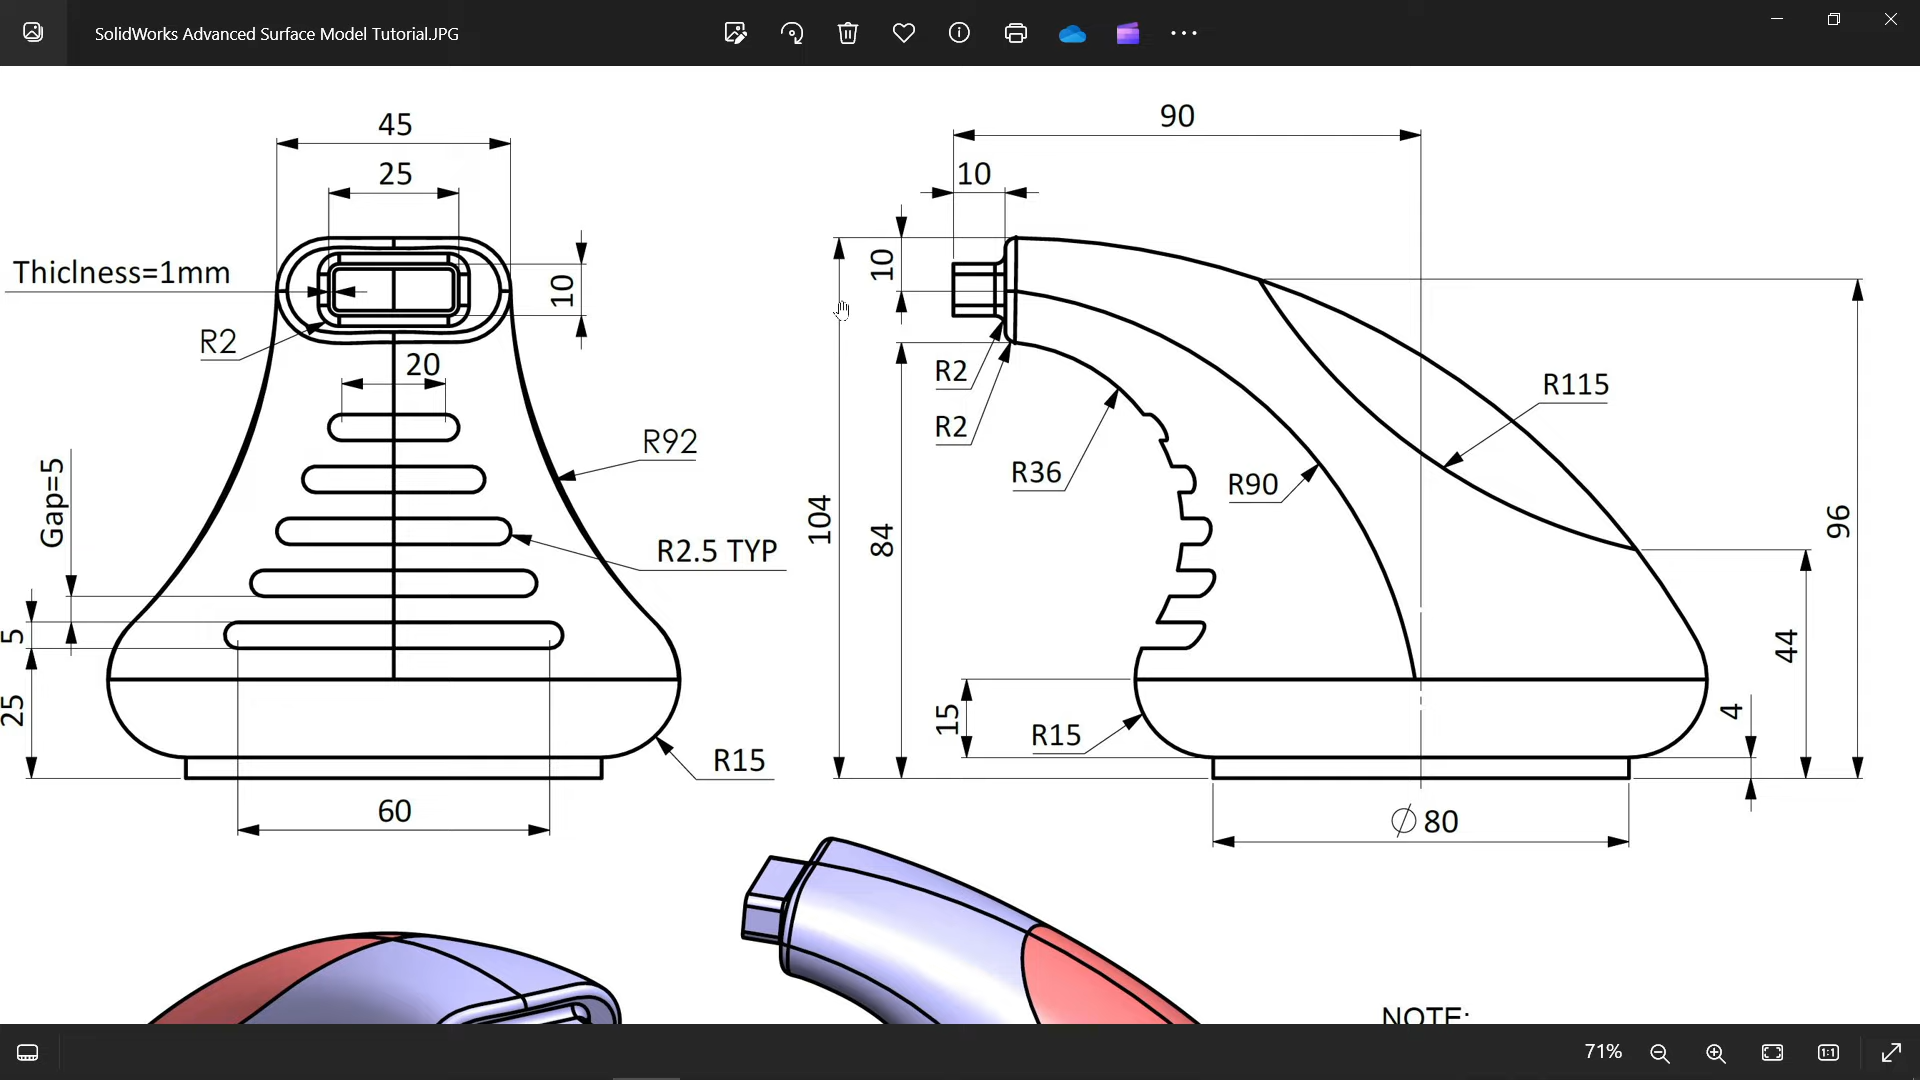 SolidWorks Advanced Surface Model Tutorial.JPG
45
25
Thiclness=1mm
R2
10
20
R92
Gap=5
R2.5 TYP
5
25
R15
60
90
10
10
104
84
R2
R2
R36
R90
R115
96
44
15
R15
4
∅ 80
NOTE:
71%
1:1